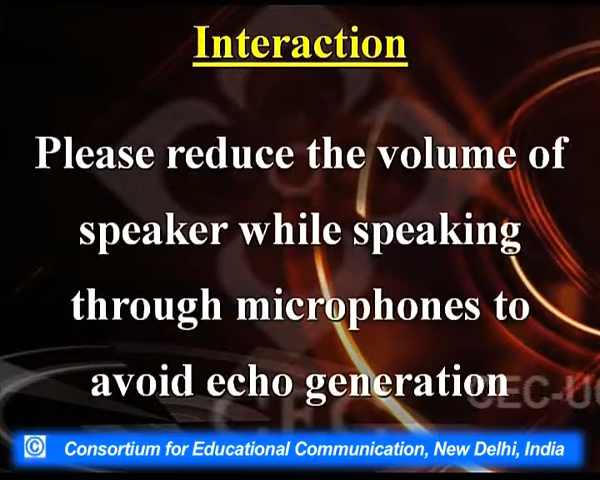 Interaction
Please reduce the volume of
speaker while speaking
through microphones to
avoid echo generation
CEC-U
C.E.C.
© Consortium for Educational Communication, New Delhi, India